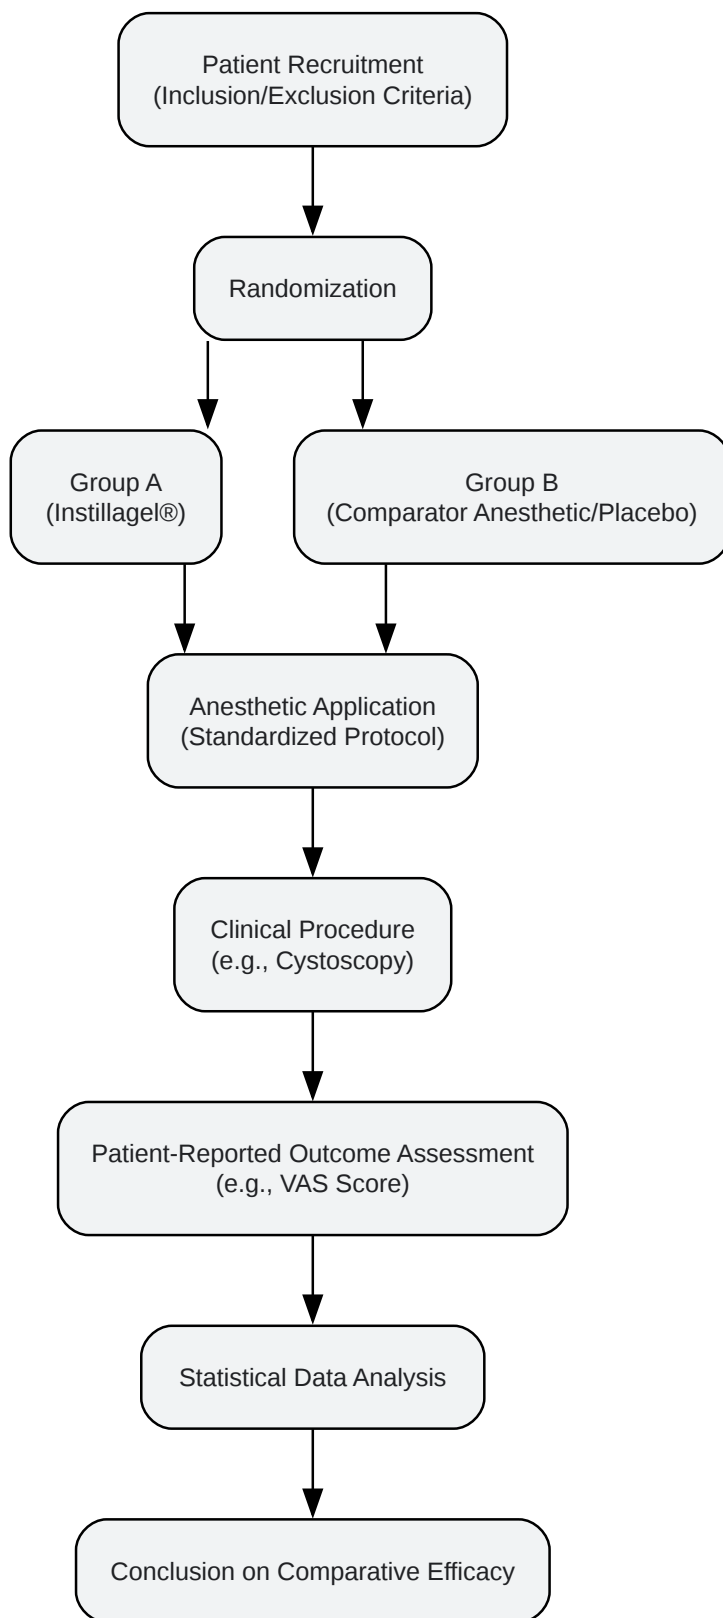 Patient Recruitment
(Inclusion/Exclusion Criteria)
Randomization
Group A
(Instillagel®)
Group B
(Comparator Anesthetic/Placebo)
Anesthetic Application
(Standardized Protocol)
Clinical Procedure
(e.g., Cystoscopy)
Patient-Reported Outcome Assessment
(e.g., VAS Score)
Statistical Data Analysis
Conclusion on Comparative Efficacy